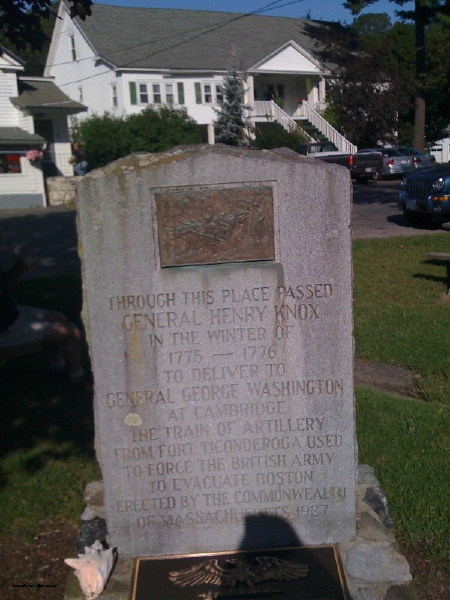 THROUGH THIS PLACE PASSED
GENERAL HENRY KNOX
IN THE WINTER OF
1775 — 1776
TO DELIVER TO
GENERAL GEORGE WASHINGTON
AT CAMBRIDGE
THE TRAIN OF ARTILLERY
FROM FORT TICONDEROGA USED
TO FORCE THE BRITISH ARMY
TO EVACUATE BOSTON
ERECTED BY THE COMMONWEALTH
OF MASSACHUSETTS 1927